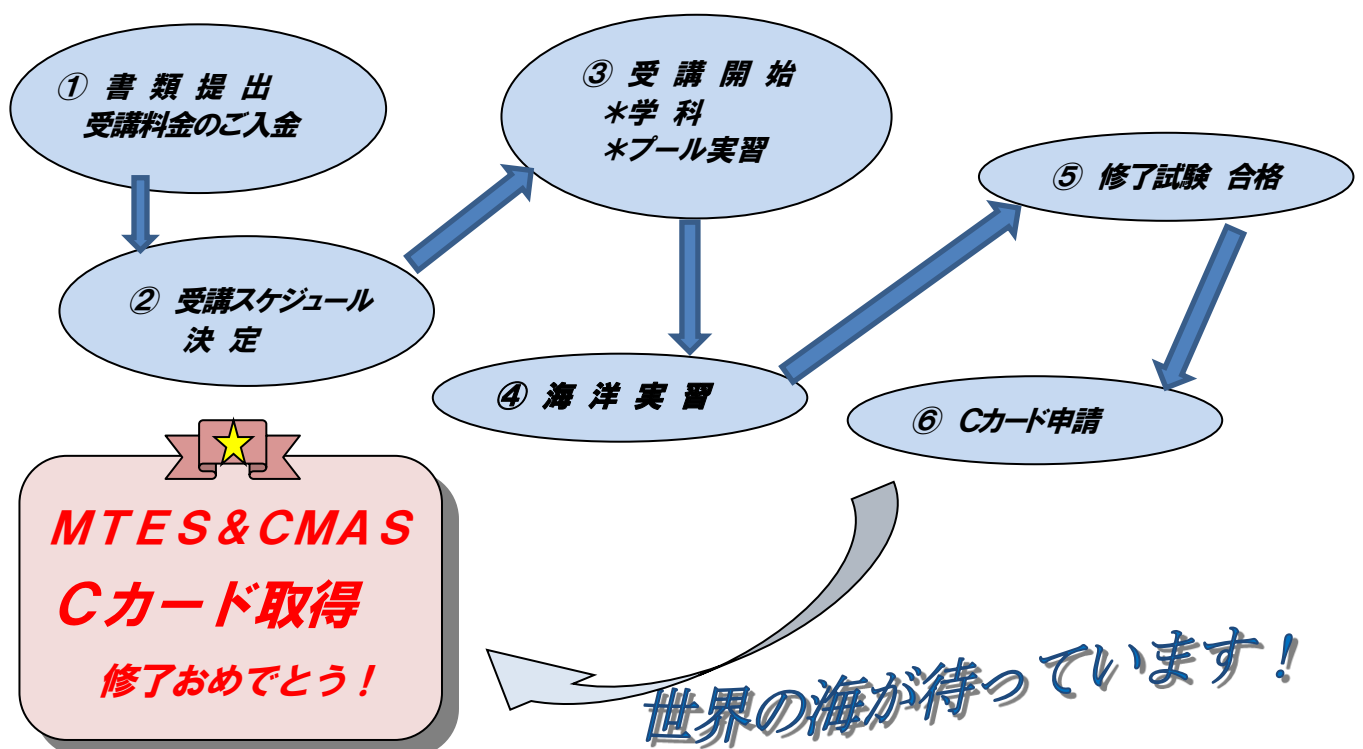 ① 書 類 提 出
受講料金のご入金
② 受講スケジュール
決 定
③ 受 講 開 始
＊学 科
＊プール実習
④ 海 洋 実 習
⑤ 修了試験 合格
⑥ Cカード申請
ＭＴＥＳ＆ＣＭＡＳ
Ｃカード取得
修了おめでとう！
世界の海が待っています！